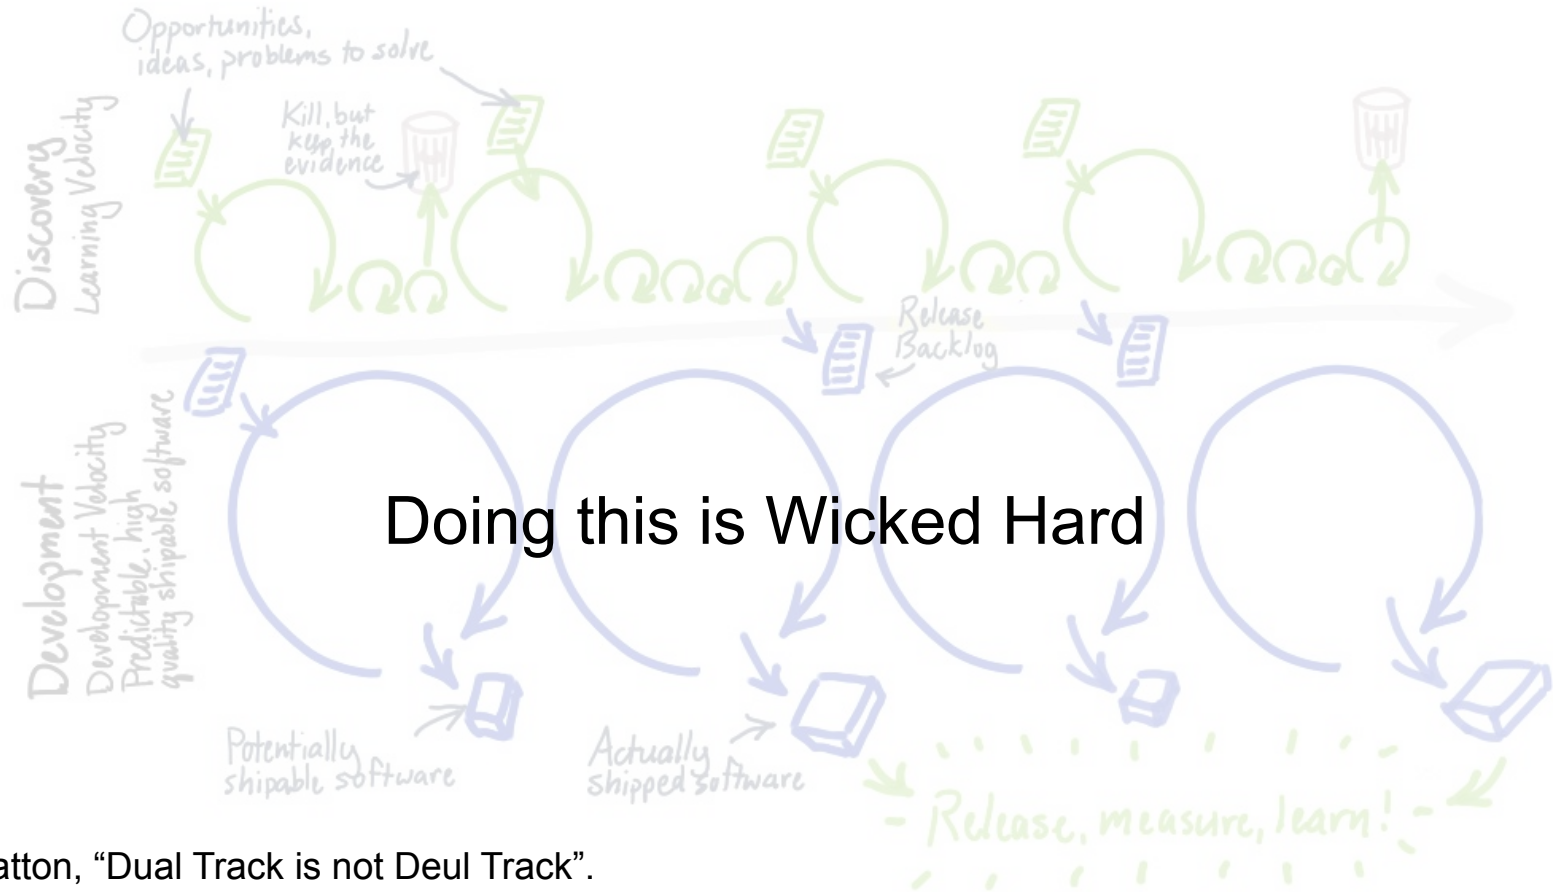 Opportunities,
ideas, problems to solve
Kill, but
keep the
evidence
Discovery
Learning Velocity
Release
Backlog
Development
Development Velocity
Predictable, high
quality shipable software
Doing this is Wicked Hard
Potentially
shipable software
Actually
shipped software
- Release, measure, learn! -
atton, “Dual Track is not Deul Track”.